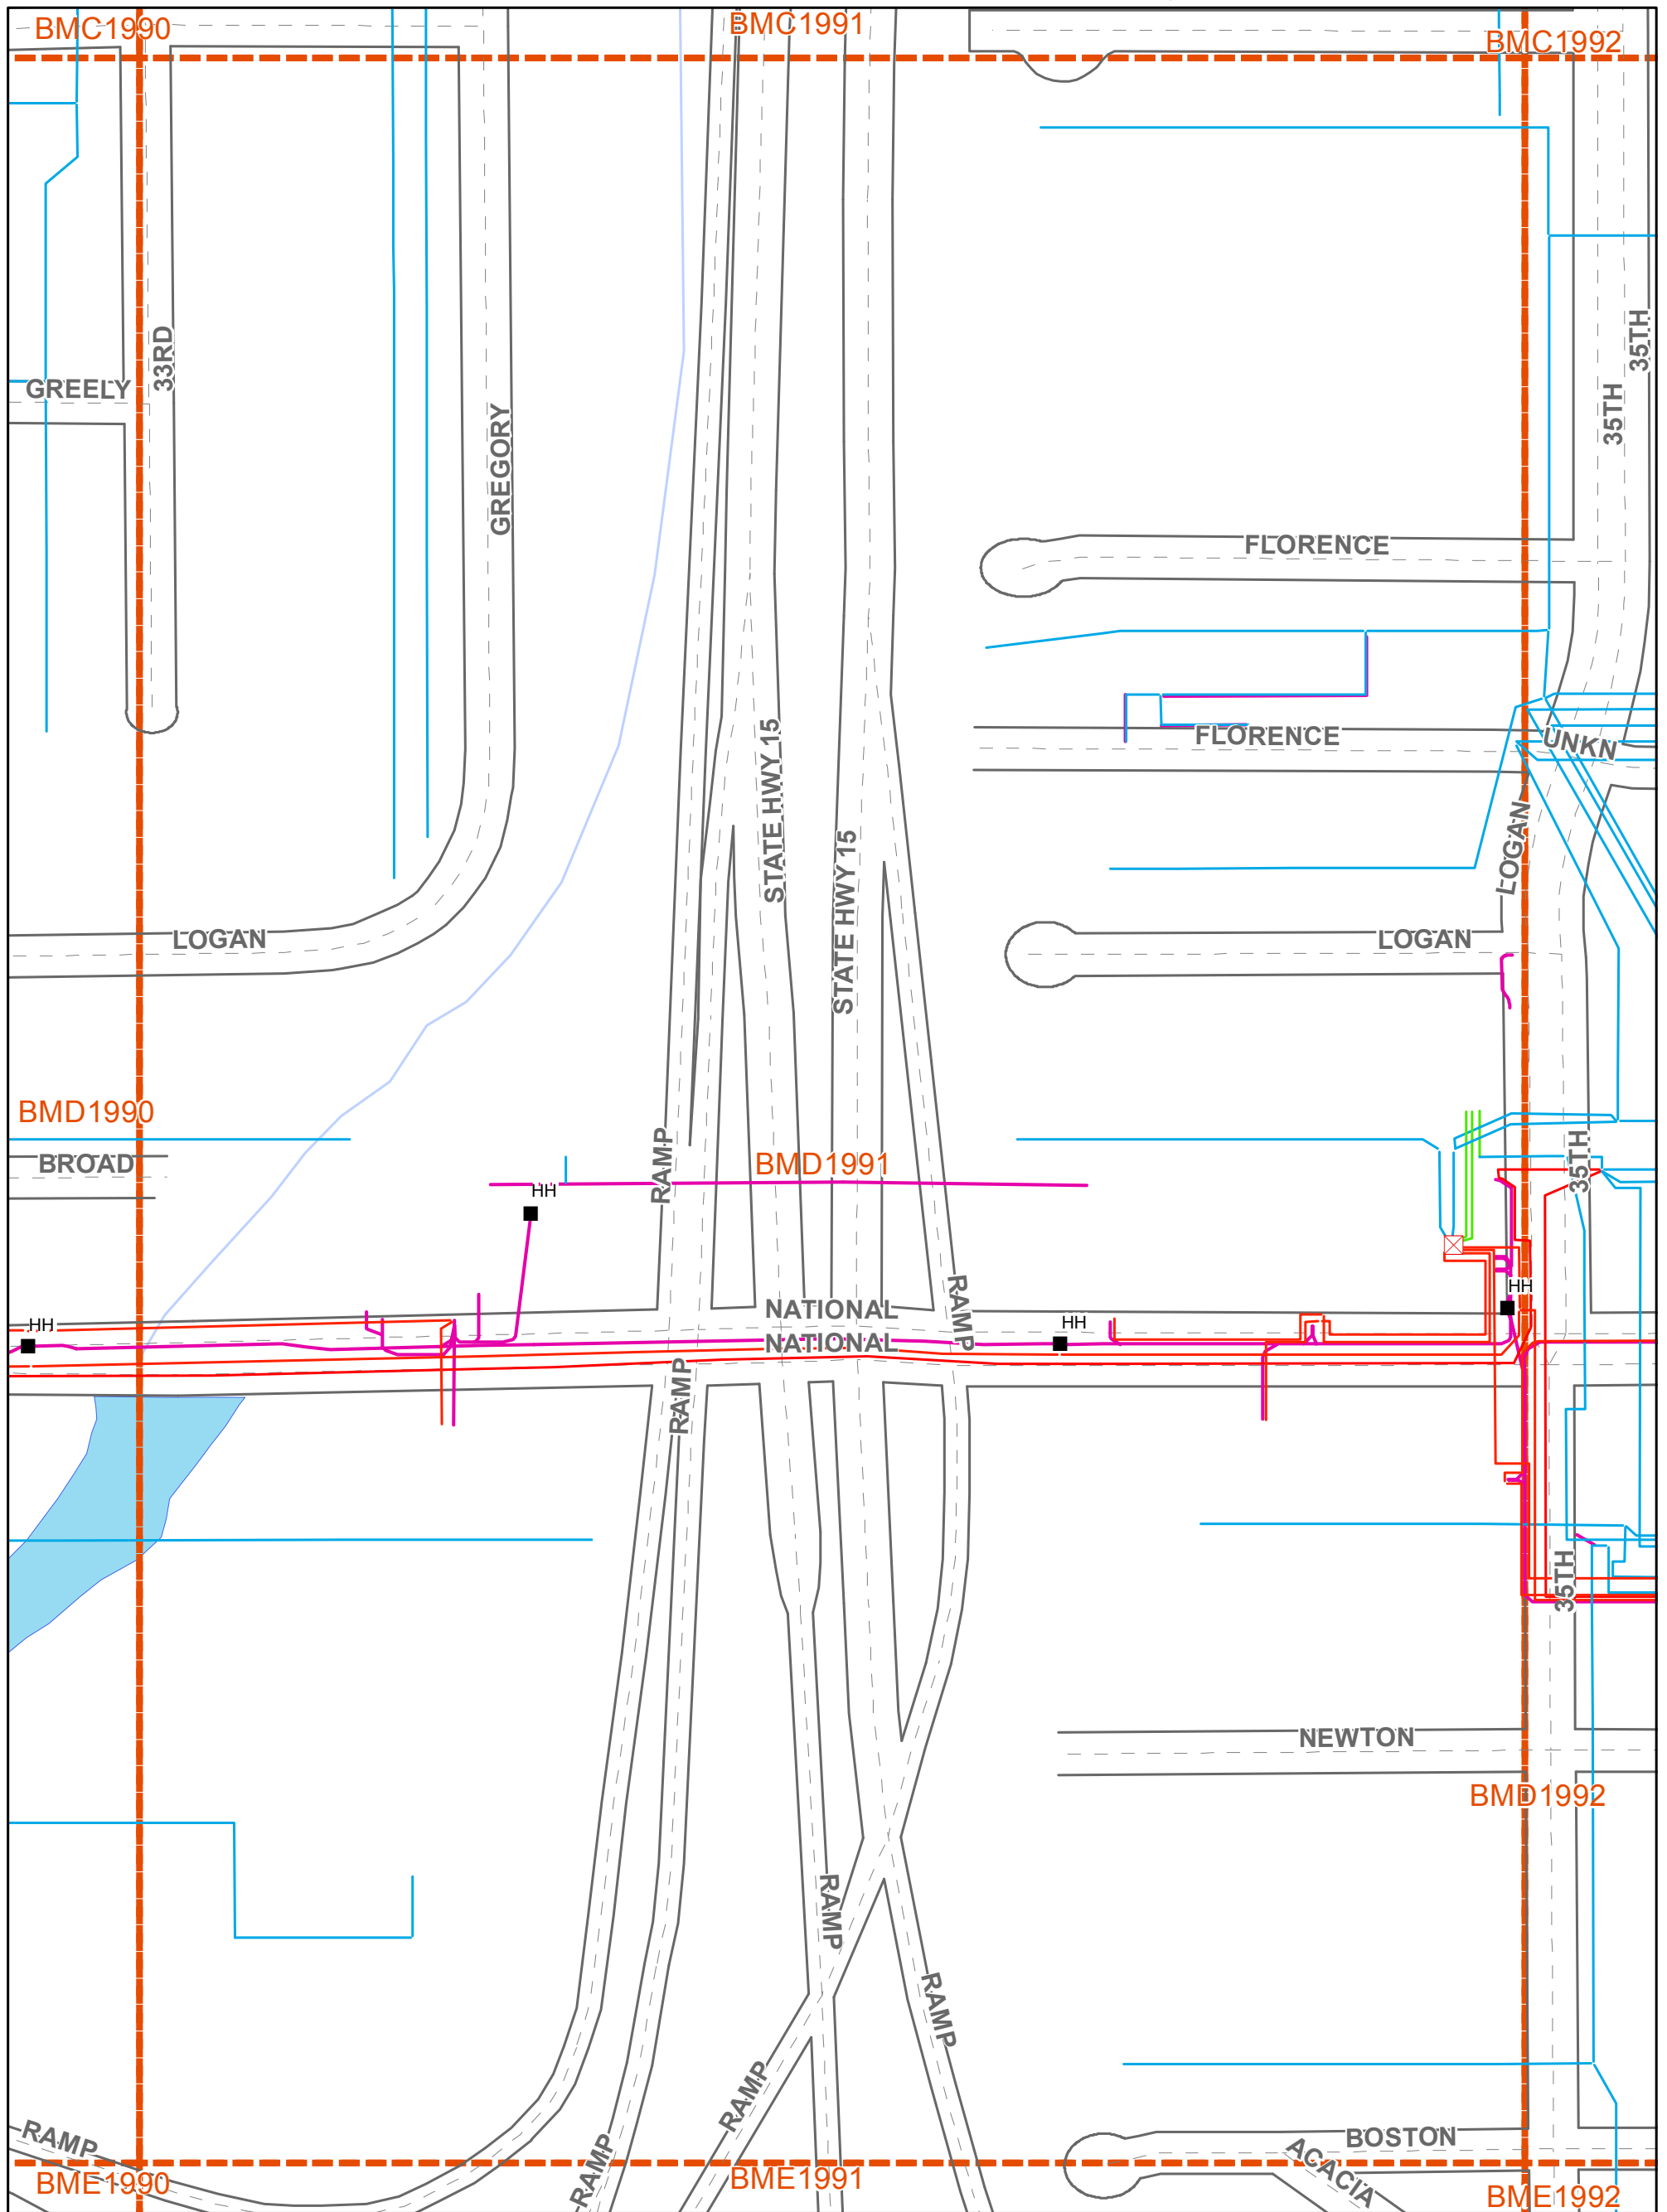 BMC1990
BMC1991
BMC1992
33RD
35TH
GREELY
35TH
GREGORY
FLORENCE
FLORENCE
UNKN
STATE HWY 15
STATE HWY 15
LOGAN
LOGAN
LOGAN
BMD1990
BROAD
RAMP
BMD1991
35TH
HH
HH
NATIONAL
RAMP
HH
HH
NATIONAL
RAMP
35TH
NEWTON
BMD1992
RAMP
RAMP
RAMP
RAMP
RAMP
BOSTON
ACACIA
BME1990
BME1991
BME1992